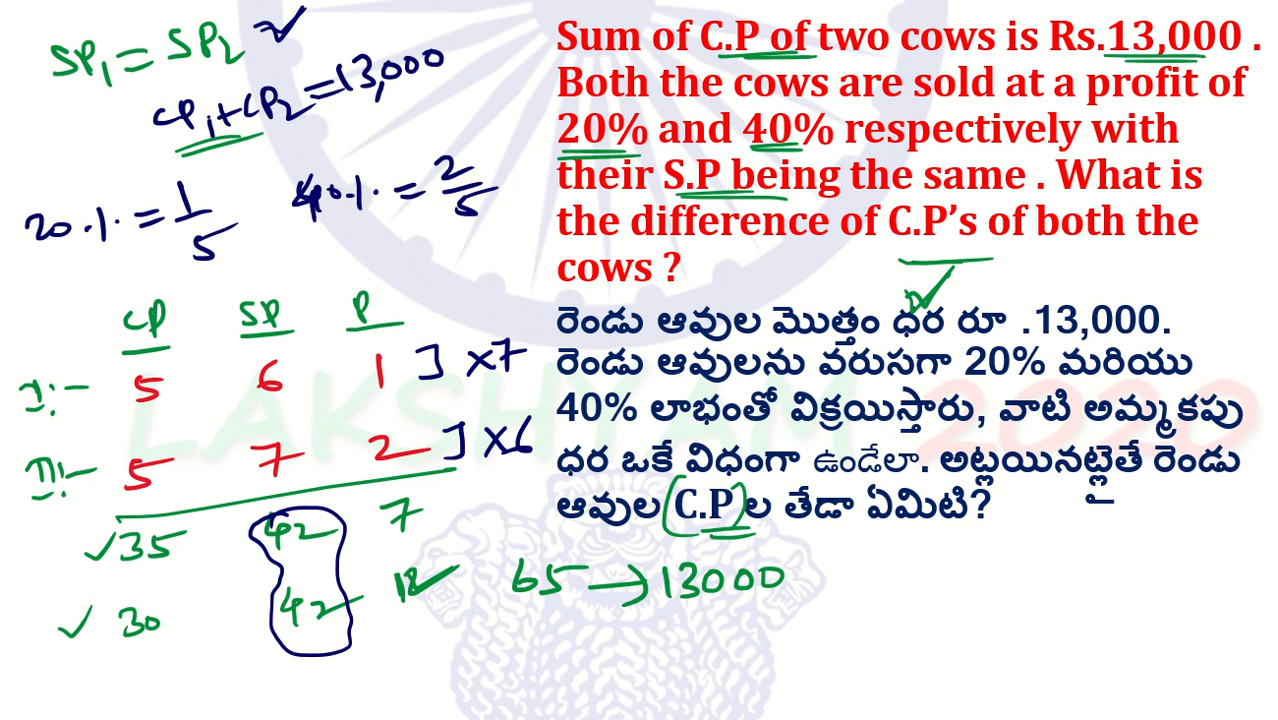 SP₁ = SP₂
CP₁+CP₂ = 13,000
20·/· = 1/5
40·/· = 2/5
CP SP P
I:- 5 6 1 ] ×7
II:- 5 7 2 ] ×6
35 42 7
30 42 12
65 → 13000
Sum of C.P of two cows is Rs.13,000 .
Both the cows are sold at a profit of
20% and 40% respectively with
their S.P being the same . What is
the difference of C.P’s of both the
cows ?
రెండు ఆవుల మొత్తం ధర రూ .13,000.
రెండు ఆవులను వరుసగా 20% మరియు
40% లాభంతో విక్రయిస్తారు, వాటి అమ్మకపు
ధర ఒకే విధంగా ఉండేలా. అట్లయినట్లైతే రెండు
ఆవుల (C.P) ల తేడా ఏమిటి?
LAKSHYAM 2020